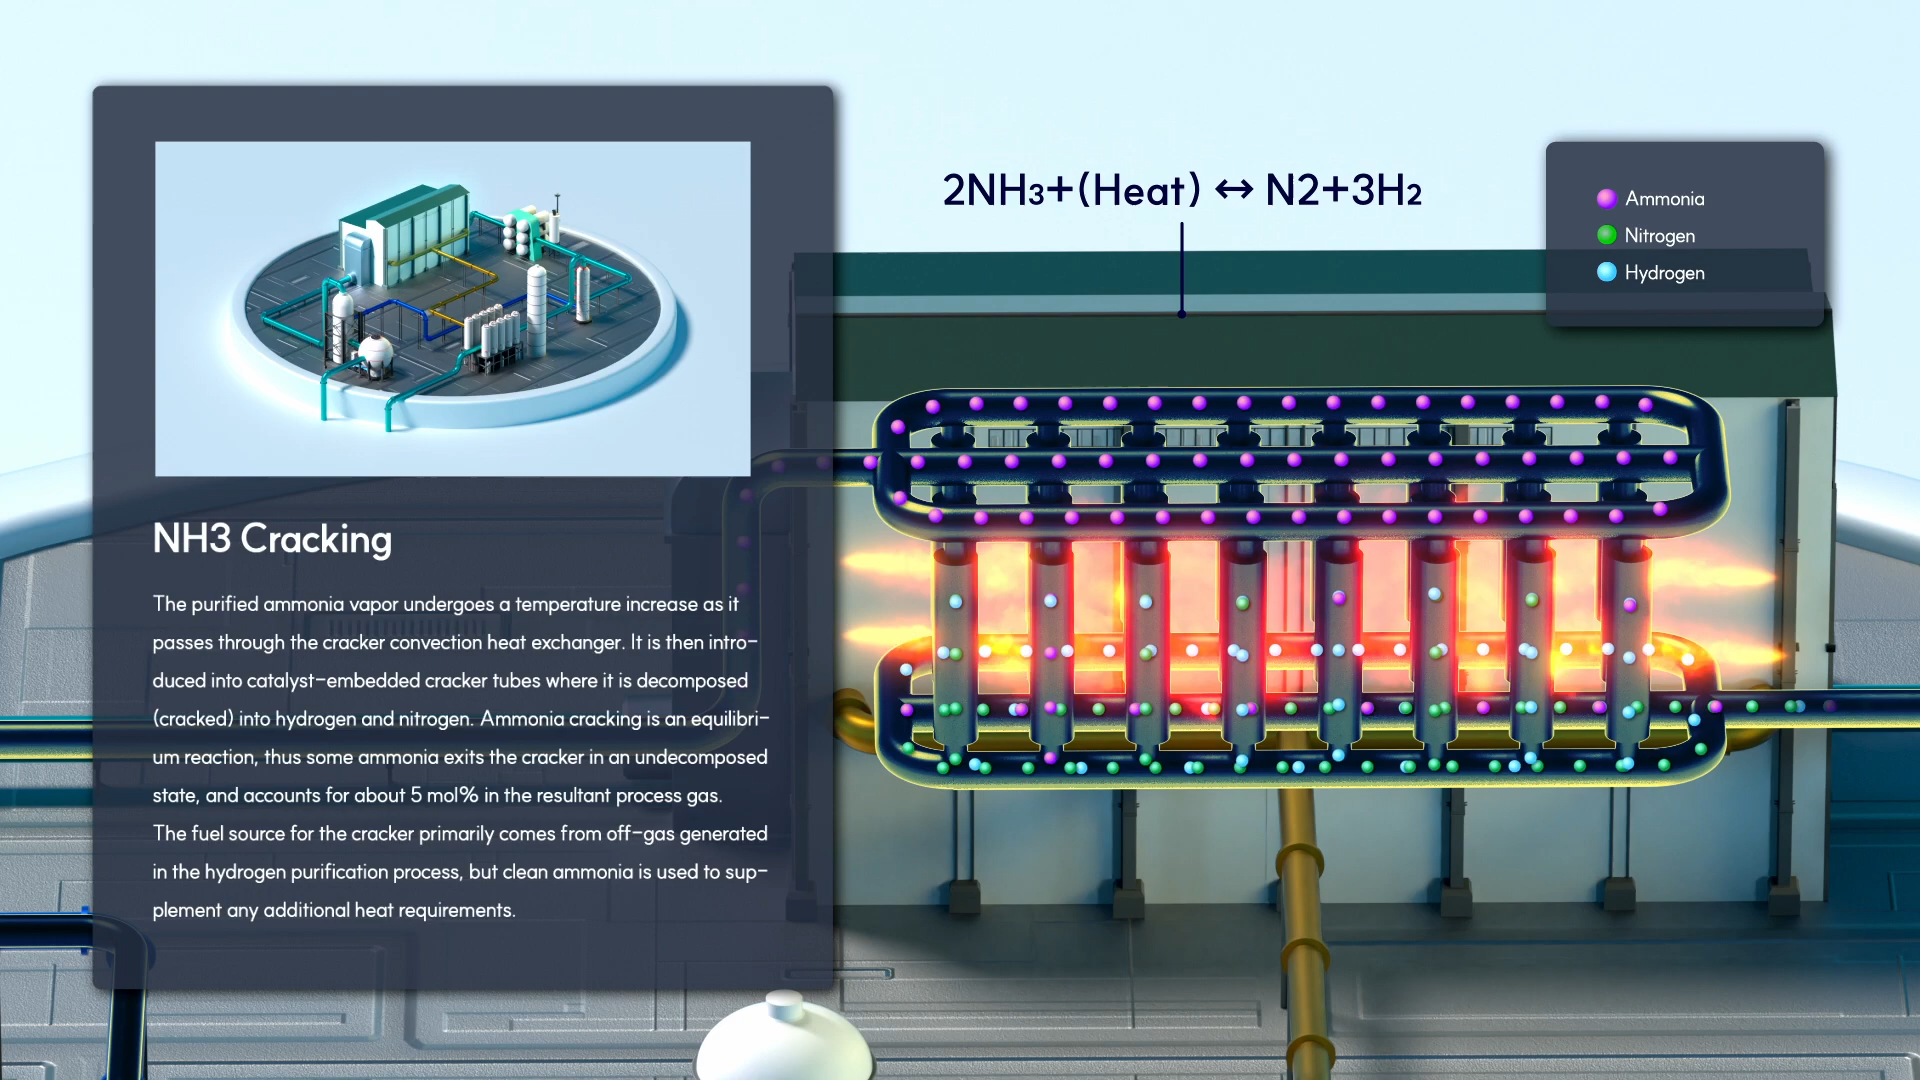 2NH₃+(Heat) ↔ N2+3H₂
Ammonia
Nitrogen
Hydrogen
NH3 Cracking
The purified ammonia vapor undergoes a temperature increase as it
passes through the cracker convection heat exchanger. It is then intro-
duced into catalyst-embedded cracker tubes where it is decomposed
(cracked) into hydrogen and nitrogen. Ammonia cracking is an equilibri-
um reaction, thus some ammonia exits the cracker in an undecomposed
state, and accounts for about 5 mol% in the resultant process gas.
The fuel source for the cracker primarily comes from off-gas generated
in the hydrogen purification process, but clean ammonia is used to sup-
plement any additional heat requirements.